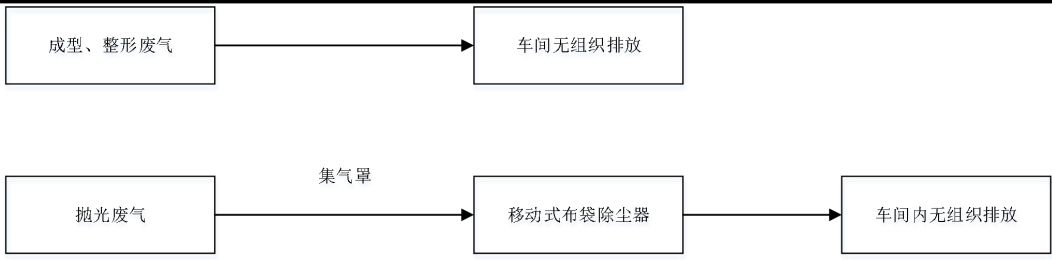 成型、整形废气
车间无组织排放
集气罩
抛光废气
移动式布袋除尘器
车间内无组织排放